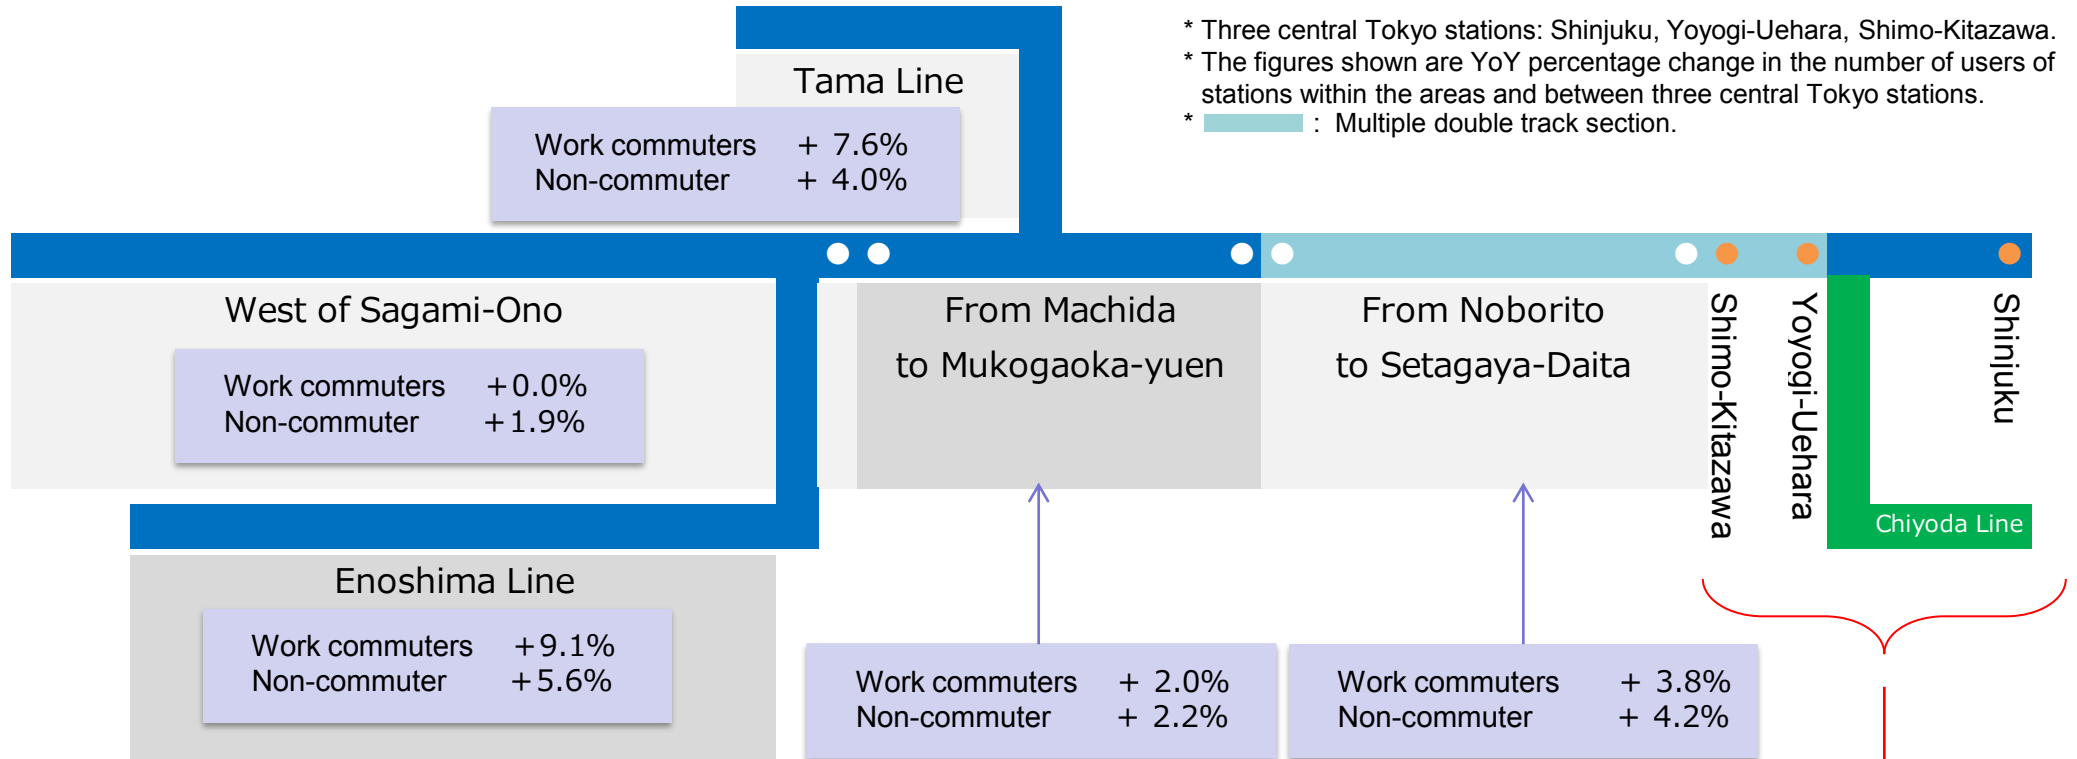 * Three central Tokyo stations: Shinjuku, Yoyogi-Uehara, Shimo-Kitazawa.
* The figures shown are YoY percentage change in the number of users of
stations within the areas and between three central Tokyo stations.
* : Multiple double track section.
Tama Line
Work commuters + 7.6%
Non-commuter + 4.0%
West of Sagami-Ono
Work commuters +0.0%
Non-commuter +1.9%
From Machida
to Mukogaoka-yuen
From Noborito
to Setagaya-Daita
Shimo-Kitazawa
Yoyogi-Uehara
Shinjuku
Chiyoda Line
Enoshima Line
Work commuters +9.1%
Non-commuter +5.6%
Work commuters + 2.0%
Non-commuter + 2.2%
Work commuters + 3.8%
Non-commuter + 4.2%